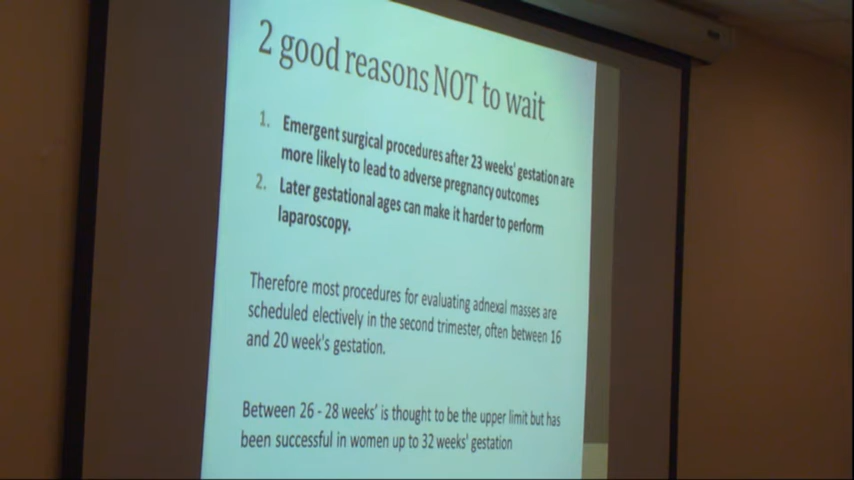 2 good reasons NOT to wait
1. Emergent surgical procedures after 23 weeks' gestation are
more likely to lead to adverse pregnancy outcomes
2. Later gestational ages can make it harder to perform
laparoscopy.
Therefore most procedures for evaluating adnexal masses are
scheduled electively in the second trimester, often between 16
and 20 week's gestation.
Between 26 - 28 weeks' is thought to be the upper limit but has
been successful in women up to 32 weeks' gestation